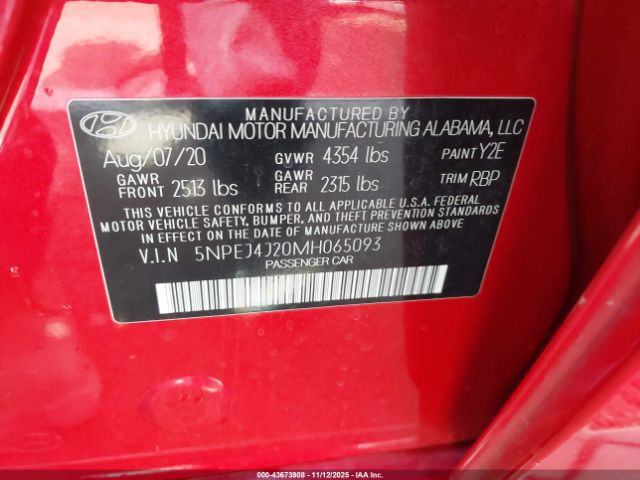 MANUFACTURED BY
HYUNDAI MOTOR MANUFACTURING ALABAMA, LLC
Aug/07/20 GVWR 4354 lbs PAINT Y2E
GAWR FRONT 2513 lbs GAWR REAR 2315 lbs TRIM RBP
THIS VEHICLE CONFORMS TO ALL APPLICABLE U.S.A. FEDERAL
MOTOR VEHICLE SAFETY, BUMPER, AND THEFT PREVENTION STANDARDS
IN EFFECT ON THE DATE OF MANUFACTURE SHOWN ABOVE.
V.I.N 5NPEJ4J20MH065093
PASSENGER CAR
000-43673908 - 11/12/2025 - IAAI.com